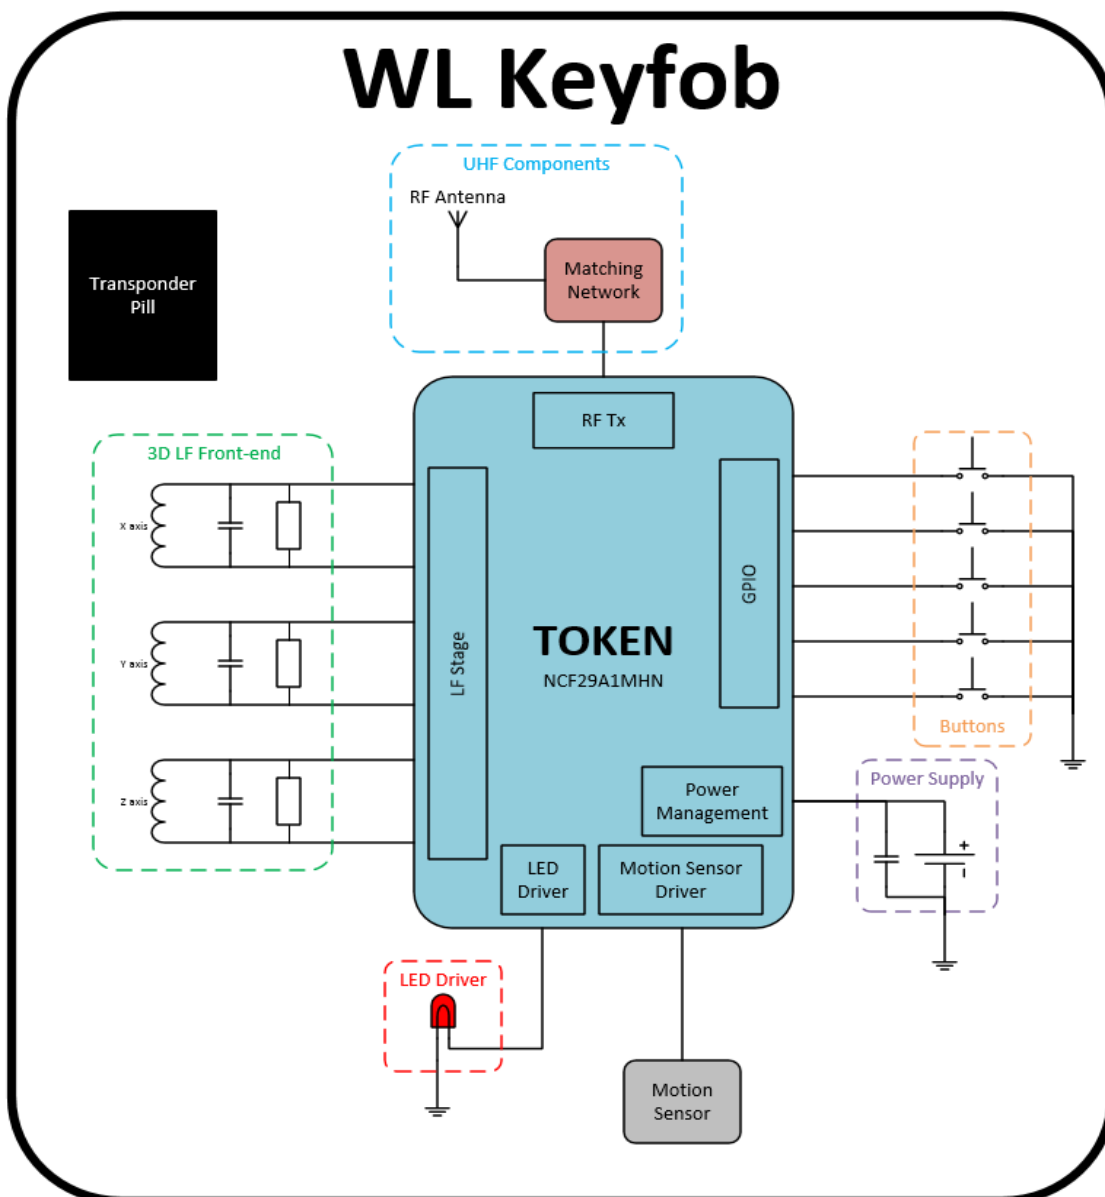 WL Keyfob
UHF Components
RF Antenna
Matching
Network
Transponder
Pill
RF Tx
3D LF Front-end
X axis
Y axis
Z axis
LF Stage
GPIO
TOKEN
NCF29A1MHN
Buttons
Power
Management
Power Supply
+
-
LED
Driver
Motion Sensor
Driver
LED Driver
Motion
Sensor